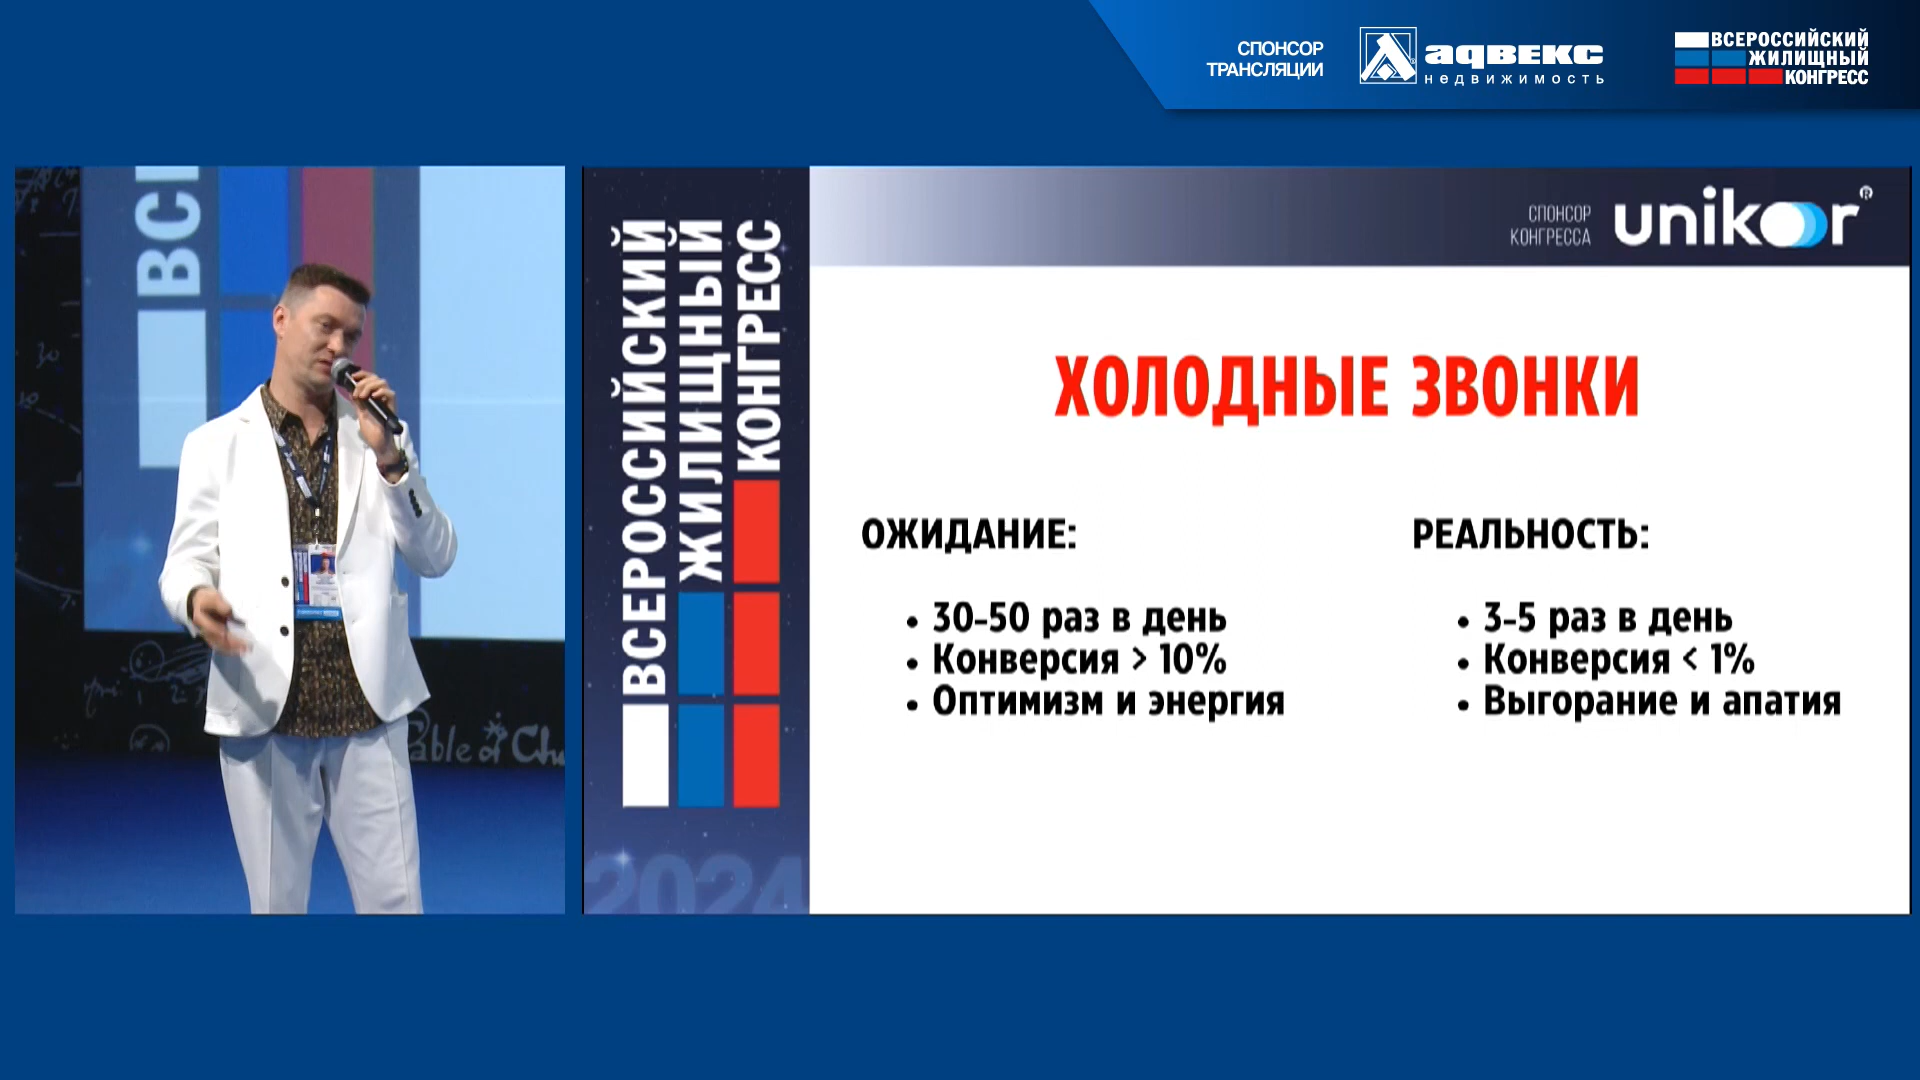 СПОНСОР
ТРАНСЛЯЦИИ
АДВЕКС
НЕДВИЖИМОСТЬ
ВСЕРОССИЙСКИЙ
ЖИЛИЩНЫЙ
КОНГРЕСС
ВСЕРОССИЙСКИЙ
ЖИЛИЩНЫЙ
КОНГРЕСС
2024
СПОНСОР
КОНГРЕССА
unikor®
ХОЛОДНЫЕ ЗВОНКИ
ОЖИДАНИЕ:
• 30-50 раз в день
• Конверсия > 10%
• Оптимизм и энергия
РЕАЛЬНОСТЬ:
• 3-5 раз в день
• Конверсия < 1%
• Выгорание и апатия